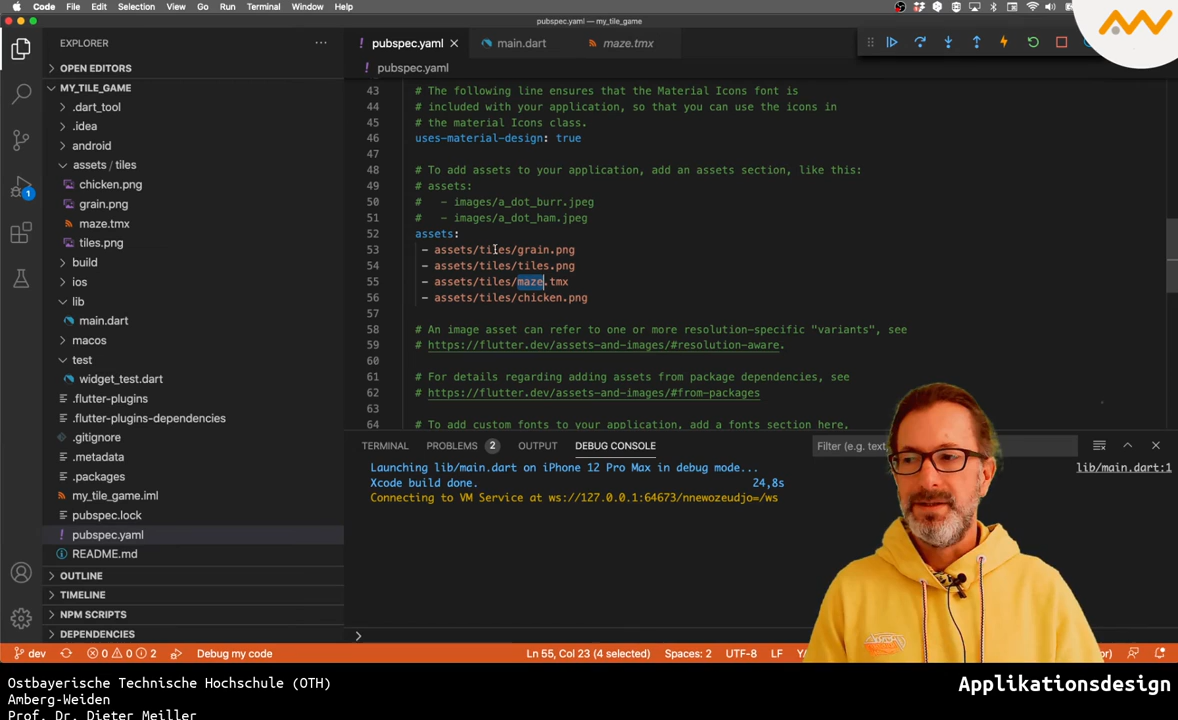 Code File Edit Selection View Go Run Terminal Window Help
pubspec.yaml — my_tile_game
EXPLORER
OPEN EDITORS
MY_TILE_GAME
.dart_tool
.idea
android
assets / tiles
chicken.png
grain.png
maze.tmx
tiles.png
build
ios
lib
main.dart
macos
test
widget_test.dart
.flutter-plugins
.flutter-plugins-dependencies
.gitignore
.metadata
.packages
my_tile_game.iml
pubspec.lock
! pubspec.yaml
README.md
OUTLINE
TIMELINE
NPM SCRIPTS
DEPENDENCIES
1
! pubspec.yaml main.dart maze.tmx
! pubspec.yaml
43 # The following line ensures that the Material Icons font is
44 # included with your application, so that you can use the icons in
45 # the material Icons class.
46 uses-material-design: true
47
48 # To add assets to your application, add an assets section, like this:
49 # assets:
50 #   - images/a_dot_burr.jpeg
51 #   - images/a_dot_ham.jpeg
52 assets:
53 - assets/tiles/grain.png
54 - assets/tiles/tiles.png
55 - assets/tiles/maze.tmx
56 - assets/tiles/chicken.png
57
58 # An image asset can refer to one or more resolution-specific "variants", see
59 # https://flutter.dev/assets-and-images/#resolution-aware.
60
61 # For details regarding adding assets from package dependencies, see
62 # https://flutter.dev/assets-and-images/#from-packages
63
64 # To add custom fonts to your application, add a fonts section here,
TERMINAL PROBLEMS 2 OUTPUT DEBUG CONSOLE Filter (e.g. text,
Launching lib/main.dart on iPhone 12 Pro Max in debug mode... lib/main.dart:1
Xcode build done. 24,8s
Connecting to VM Service at ws://127.0.0.1:64673/nnewozeudjo=/ws
dev 0 0 2 Debug my code Ln 55, Col 23 (4 selected) Spaces: 2 UTF-8 LF
Ostbayerische Technische Hochschule (OTH)
Amberg-Weiden
Prof. Dr. Dieter Meiller
Applikationsdesign